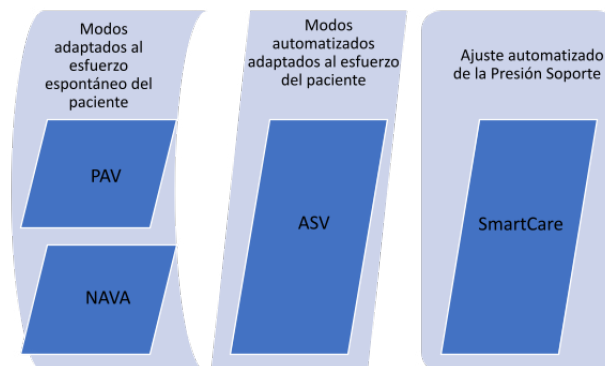 Modos
adaptados al
esfuerzo
espontáneo del
paciente
PAV
NAVA
Modos
automatizados
adaptados al esfuerzo
del paciente
ASV
Ajuste automatizado
de la Presión Soporte
SmartCare